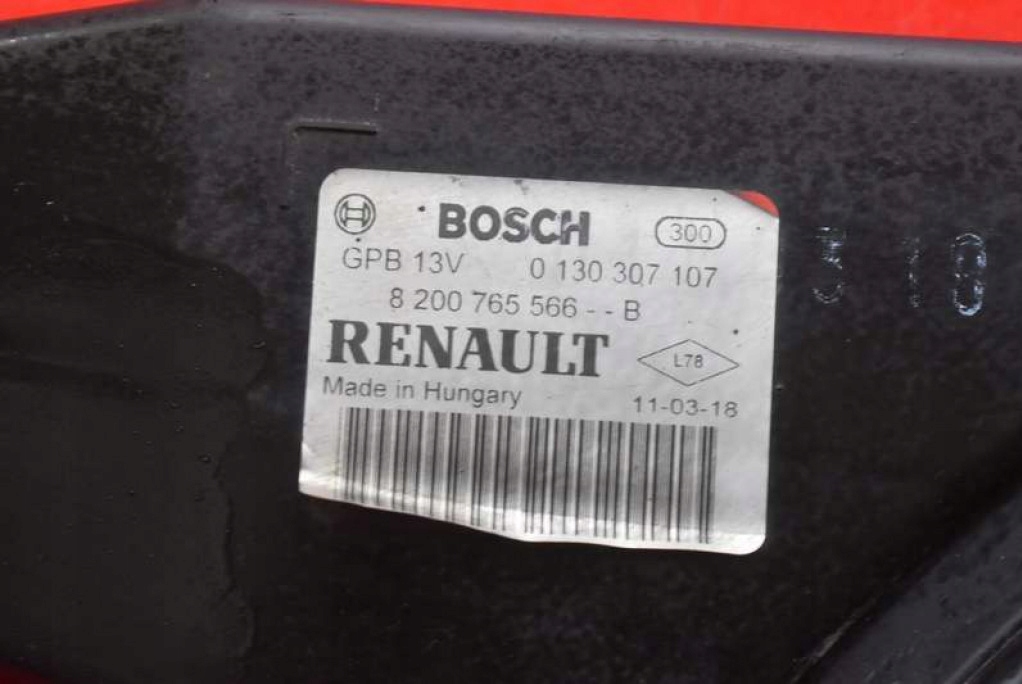 BOSCH 300
GPB 13V 0 130 307 107
8 200 765 566 - - B
RENAULT L78
Made in Hungary 11-03-18